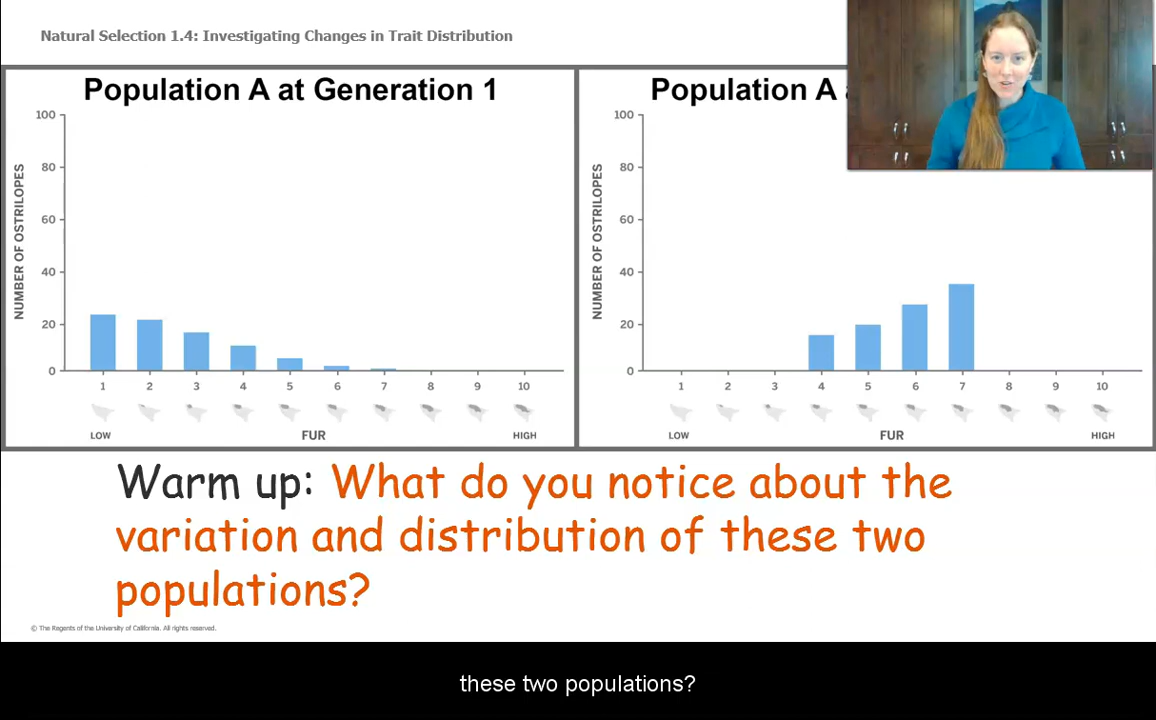 Natural Selection 1.4: Investigating Changes in Trait Distribution
Population A at Generation 1
100
80
60
40
20
0
NUMBER OF OSTRILOPES
1 2 3 4 5 6 7 8 9 10
LOW FUR HIGH
Population A
100
80
60
40
20
0
NUMBER OF OSTRILOPES
1 2 3 4 5 6 7 8 9 10
LOW FUR HIGH
Warm up: What do you notice about the
variation and distribution of these two
populations?
© The Regents of the University of California. All rights reserved.
these two populations?